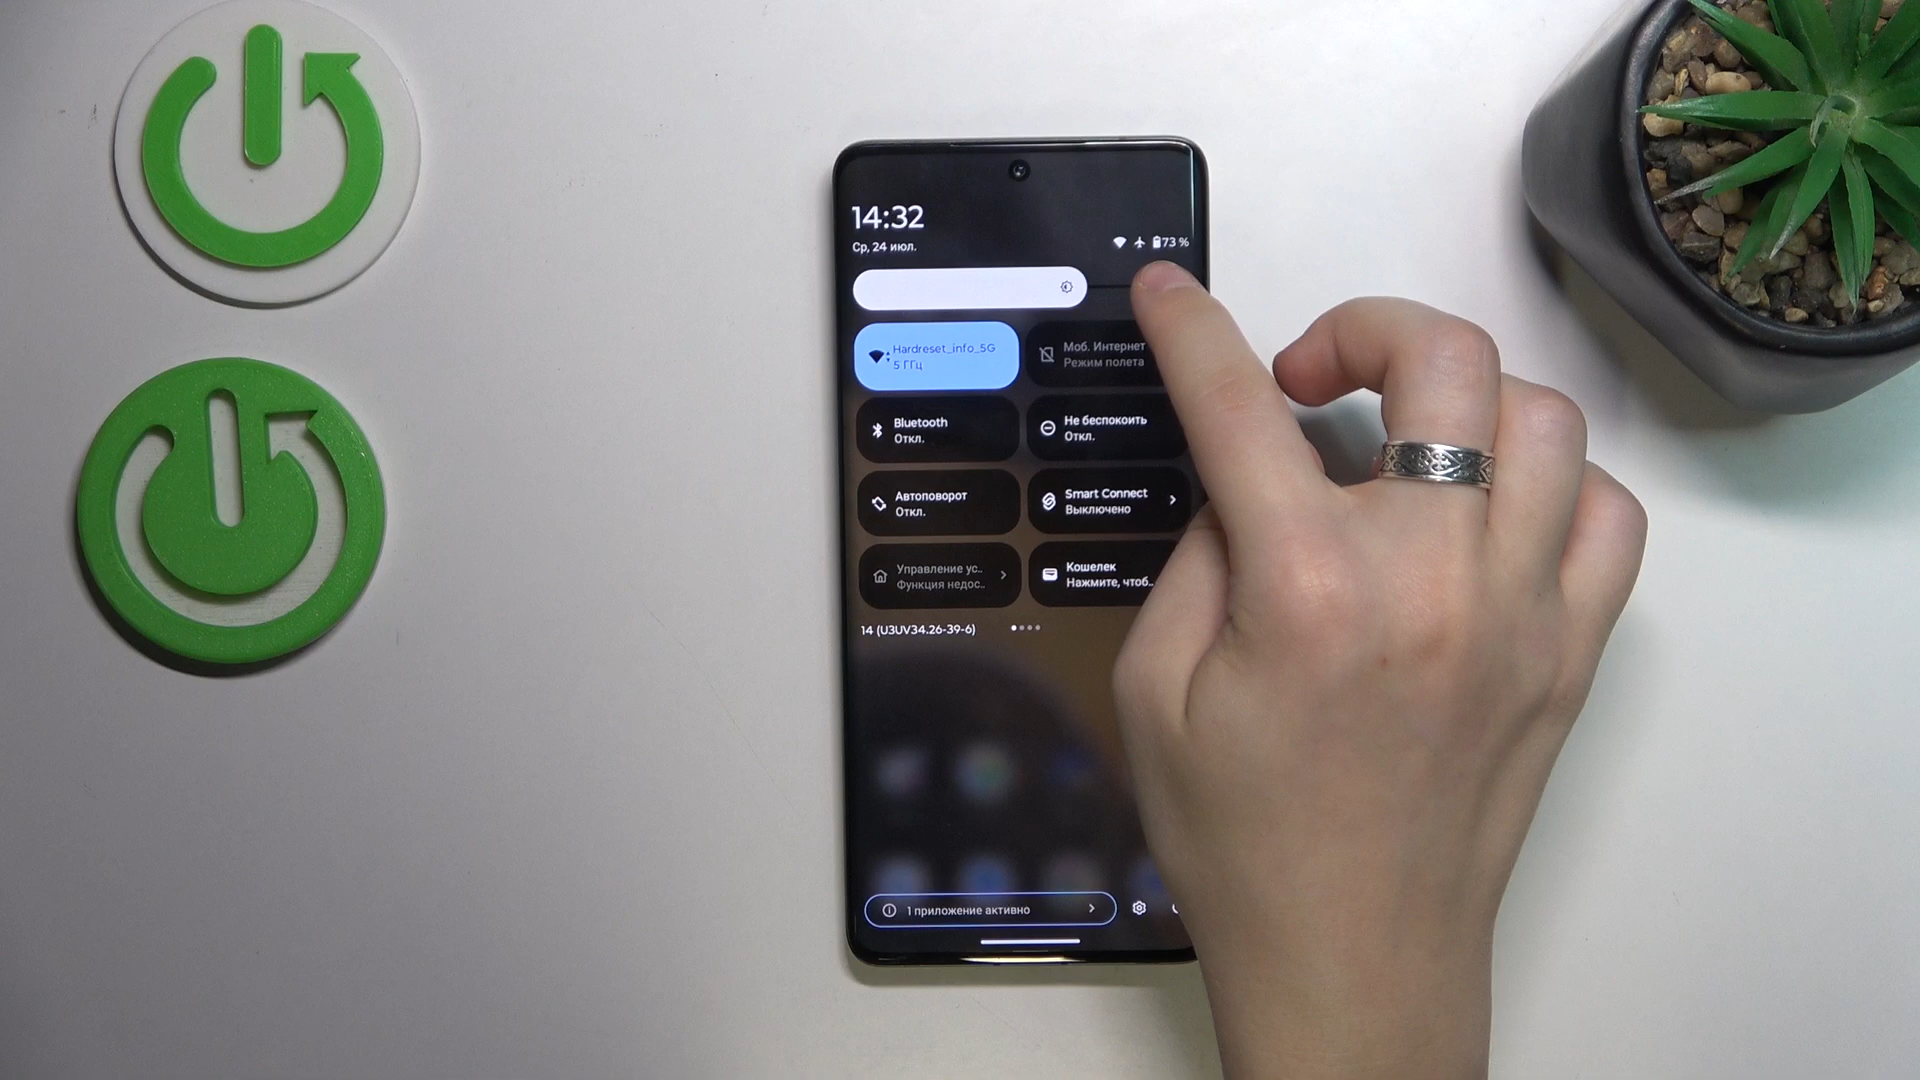 14:32
Ср, 24 июл.
73 %
Hardreset_info_5G
5 ГГц
Моб. Интернет
Режим полета
Bluetooth
Откл.
Не беспокоить
Откл.
Автоповорот
Откл.
Smart Connect
Выключено
Управление ус..
Функция недос..
Кошелек
Нажмите, чтоб..
14 (U3UV34.26-39-6)
1 приложение активно